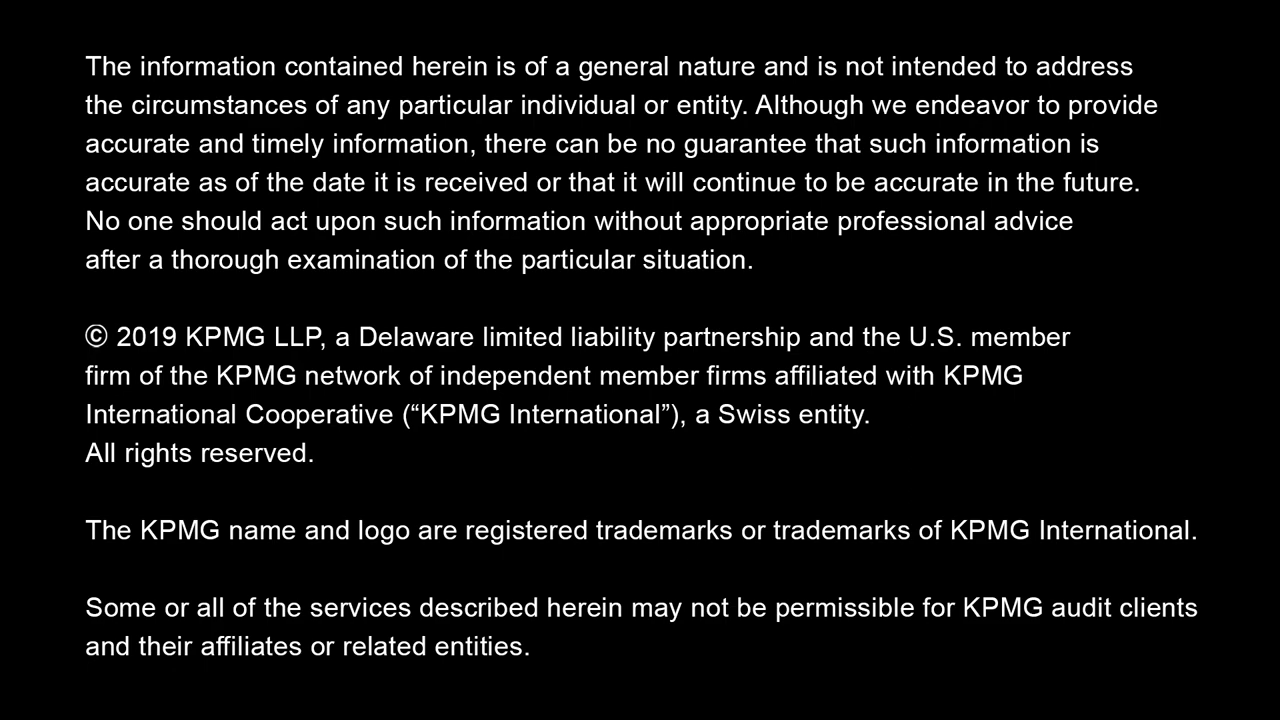 The information contained herein is of a general nature and is not intended to address
the circumstances of any particular individual or entity. Although we endeavor to provide
accurate and timely information, there can be no guarantee that such information is
accurate as of the date it is received or that it will continue to be accurate in the future.
No one should act upon such information without appropriate professional advice
after a thorough examination of the particular situation.
© 2019 KPMG LLP, a Delaware limited liability partnership and the U.S. member
firm of the KPMG network of independent member firms affiliated with KPMG
International Cooperative (“KPMG International”), a Swiss entity.
All rights reserved.
The KPMG name and logo are registered trademarks or trademarks of KPMG International.
Some or all of the services described herein may not be permissible for KPMG audit clients
and their affiliates or related entities.